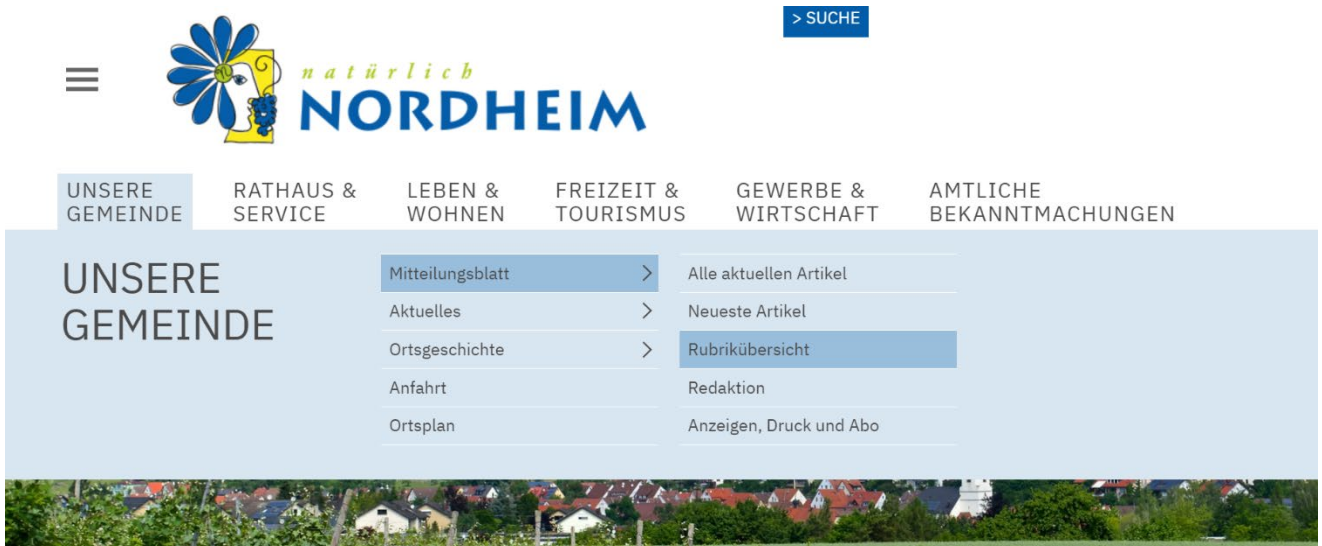 > SUCHE
natürlich
NORDHEIM
UNSERE
GEMEINDE
RATHAUS &
SERVICE
LEBEN &
WOHNEN
FREIZEIT &
TOURISMUS
GEWERBE &
WIRTSCHAFT
AMTLICHE
BEKANNTMACHUNGEN
UNSERE
GEMEINDE
Mitteilungsblatt
Aktuelles
Ortsgeschichte
Anfahrt
Ortsplan
Alle aktuellen Artikel
Neueste Artikel
Rubrikübersicht
Redaktion
Anzeigen, Druck und Abo